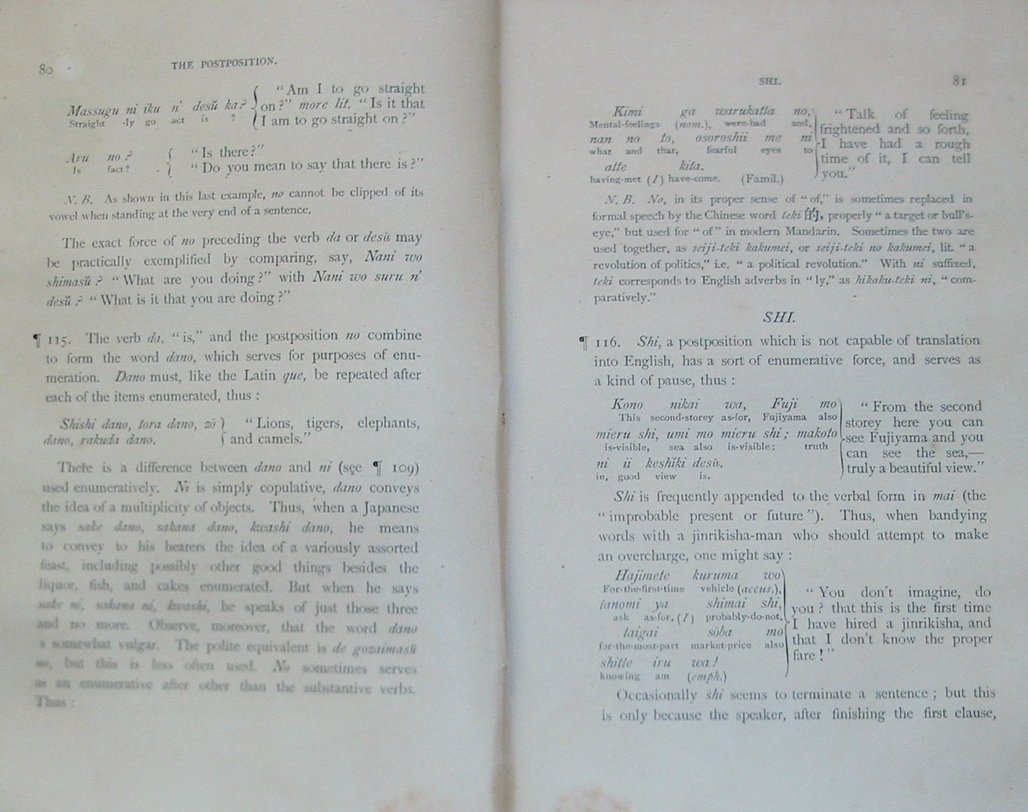 80
THE POSTPOSITION.
Massugu ni iku n' desŭ ka?
Straight -ly go act is ?
"Am I to go straight
on?" more lit. "Is it that
I am to go straight on?"
Aru no?
Is fact?
"Is there?"
"Do you mean to say that there is?"
N. B. As shown in this last example, no cannot be clipped of its
vowel when standing at the very end of a sentence.
The exact force of no preceding the verb da or desŭ may
be practically exemplified by comparing, say, Nani wo
shimasŭ? "What are you doing?" with Nani wo suru n'
desŭ? "What is it that you are doing?"
¶ 115. The verb da, "is," and the postposition no combine
to form the word dano, which serves for purposes of enu-
meration. Dano must, like the Latin que, be repeated after
each of the items enumerated, thus:
Shishi dano, tora dano, zō
dano, rakuda dano.
"Lions, tigers, elephants,
and camels."
There is a difference between dano and ni (see ¶ 109)
used enumeratively. Ni is simply copulative, dano conveys
the idea of a multiplicity of objects. Thus, when a Japanese
says sake dano, sakana dano, kwashi dano, he means
to convey to his hearers the idea of a variously assorted
feast, including possibly other good things besides the
liquor, fish, and cakes enumerated. But when he says
sake ni, sakana ni, kwashi, he speaks of just those three
and no more. Observe, moreover, that the word dano
s somewhat vulgar. The polite equivalent is de gozaimasŭ
no, but this is less often used. No sometimes serves
as an enumerative after other than the substantive verbs.
Thus:
SHI.
81
Kimi ga warukatta no,
Mental-feelings (nom.), were-bad and,
nan no to, osoroshii me ni
what and that, fearful eyes to
atte kita.
having-met (I) have-come. (Famil.)
"Talk of feeling
frightened and so forth,
I have had a rough
time of it, I can tell
you."
N. B. No, in its proper sense of "of," is sometimes replaced in
formal speech by the Chinese word teki 的, properly "a target or bull's-
eye," but used for "of" in modern Mandarin. Sometimes the two are
used together, as seiji-teki kakumei, or seiji-teki no kakumei, lit. "a
revolution of politics," i.e. "a political revolution." With ni suffixed,
teki corresponds to English adverbs in "ly," as hikaku-teki ni, "com-
paratively."
SHI.
¶ 116. Shi, a postposition which is not capable of translation
into English, has a sort of enumerative force, and serves as
a kind of pause, thus:
Kono nikai wa, Fuji mo
This second-storey as-for, Fujiyama also
mieru shi, umi mo mieru shi; makoto
is-visible, sea also is-visible; truth
ni ii keshiki desŭ.
in, good view is.
"From the second
storey here you can
see Fujiyama and you
can see the sea,—
truly a beautiful view."
Shi is frequently appended to the verbal form in mai (the
"improbable present or future"). Thus, when bandying
words with a jinrikisha-man who should attempt to make
an overcharge, one might say:
Hajimete kuruma wo
For-the-first-time vehicle (accus.),
tanomi ya shimai shi,
ask as-for, (I) probably-do-not,
taigai sōba mo
for-the-most-part market-price also
shitte iru wa!
knowing am (emph.)
"You don't imagine, do
you? that this is the first time
I have hired a jinrikisha, and
that I don't know the proper
fare!"
Occasionally shi seems to terminate a sentence; but this
is only because the speaker, after finishing the first clause,